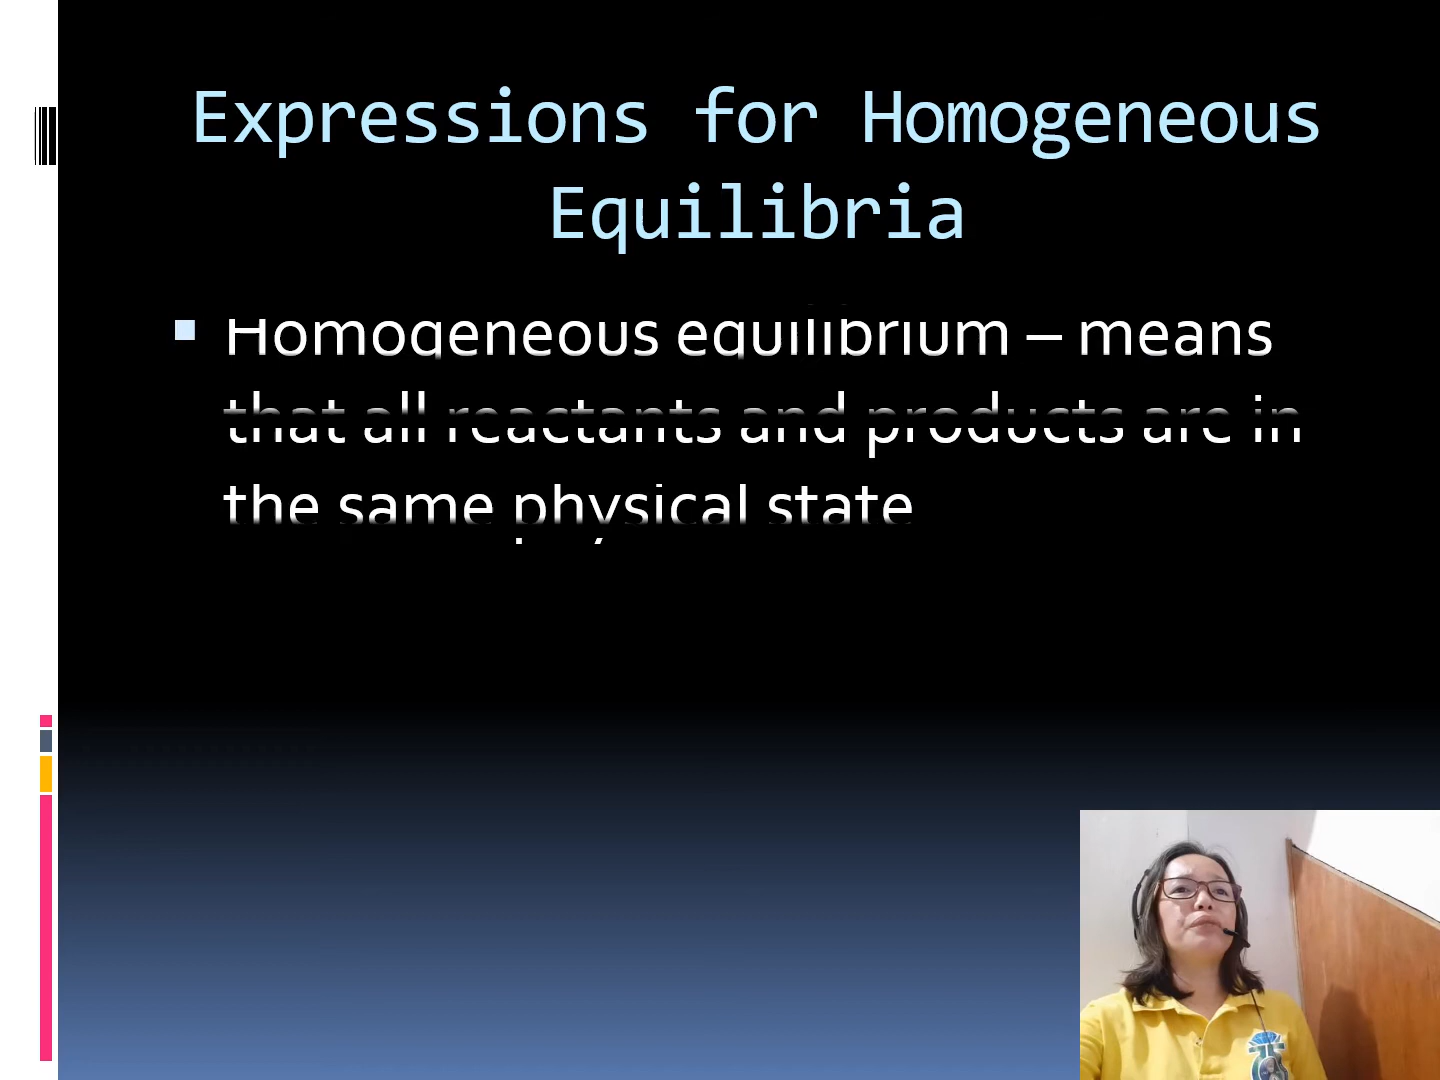 Expressions for Homogeneous
Equilibria
Homogeneous equilibrium – means
that all reactants and products are in
the same physical state